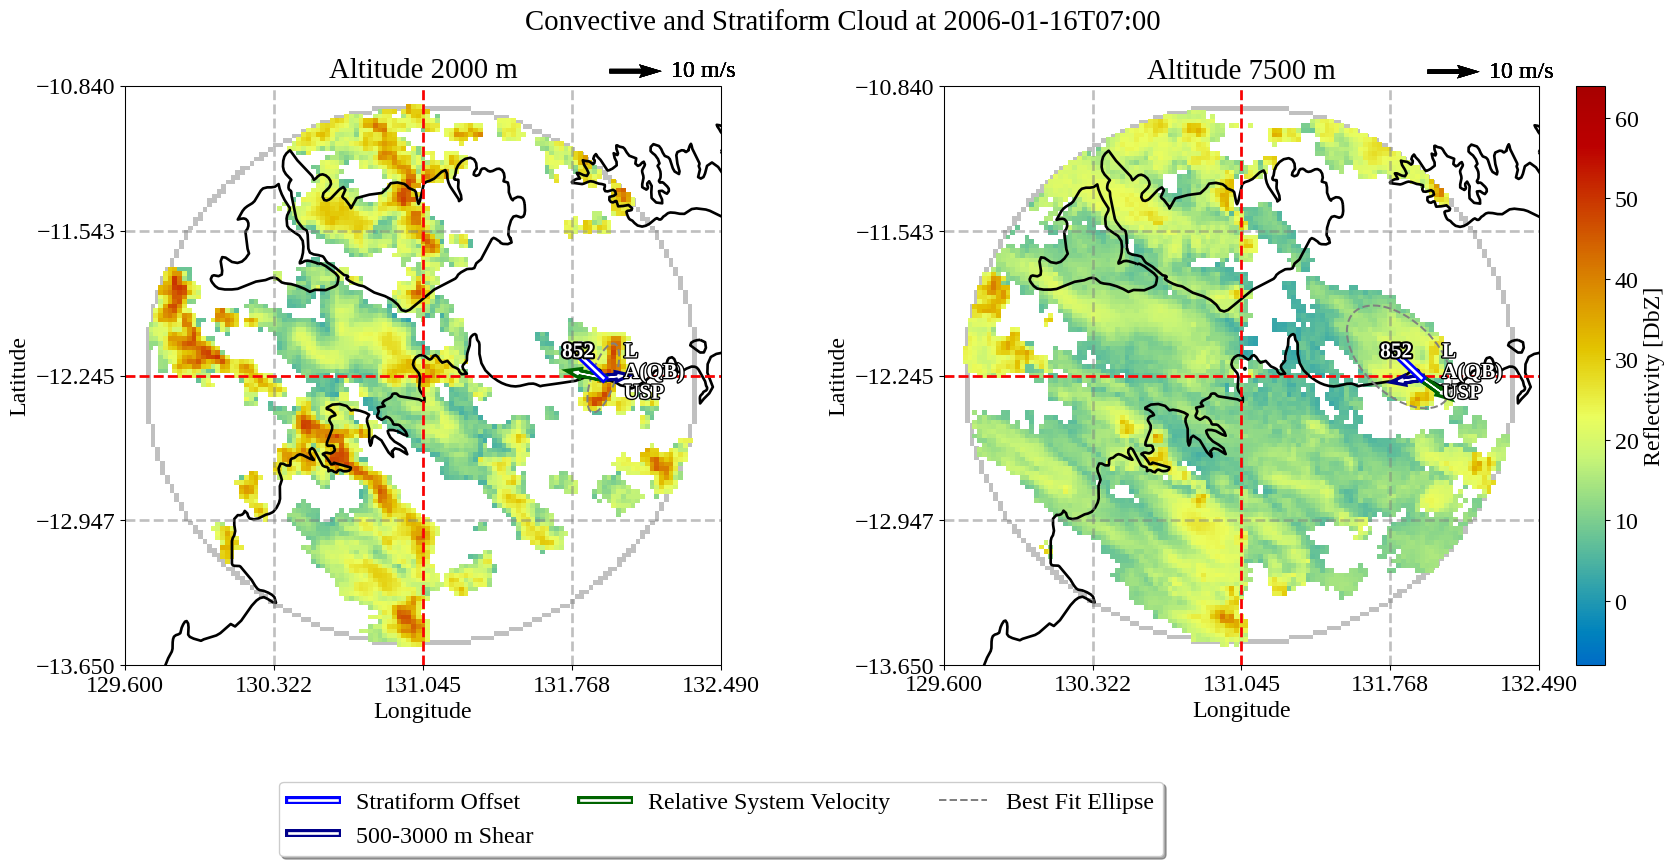 Convective and Stratiform Cloud at 2006-01-16T07:00
Altitude 2000 m
10 m/s
Altitude 7500 m
10 m/s
−10.840
−11.543
−12.245
−12.947
−13.650
Latitude
129.600
130.322
131.045
131.768
132.490
Longitude
852
L
A(QB)
USP
−10.840
−11.543
−12.245
−12.947
−13.650
Latitude
129.600
130.322
131.045
131.768
132.490
Longitude
852
L
A(QB)
USP
60
50
40
30
20
10
0
Reflectivity [DbZ]
Stratiform Offset
500-3000 m Shear
Relative System Velocity
Best Fit Ellipse